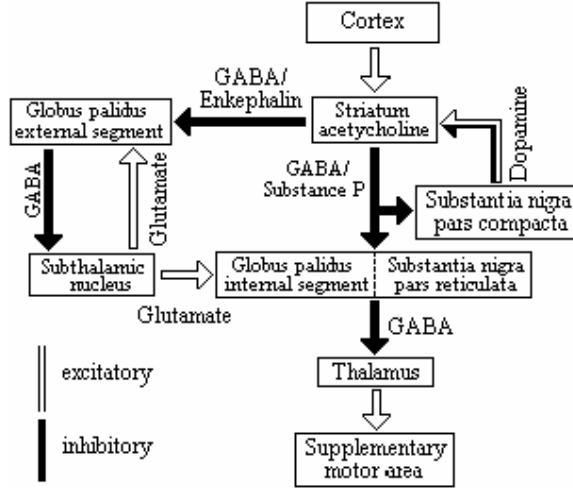 Cortex
GABA/
Enkephalin
Globus palidus
external segment
Striatum
acetycholine
Dopamine
GABA
Glutamate
GABA/
Substance P
Substantia nigra
pars compacta
Subthalamic
nucleus
Globus palidus
internal segment
Substantia nigra
pars reticulata
Glutamate
GABA
excitatory
Thalamus
inhibitory
Supplementary
motor area